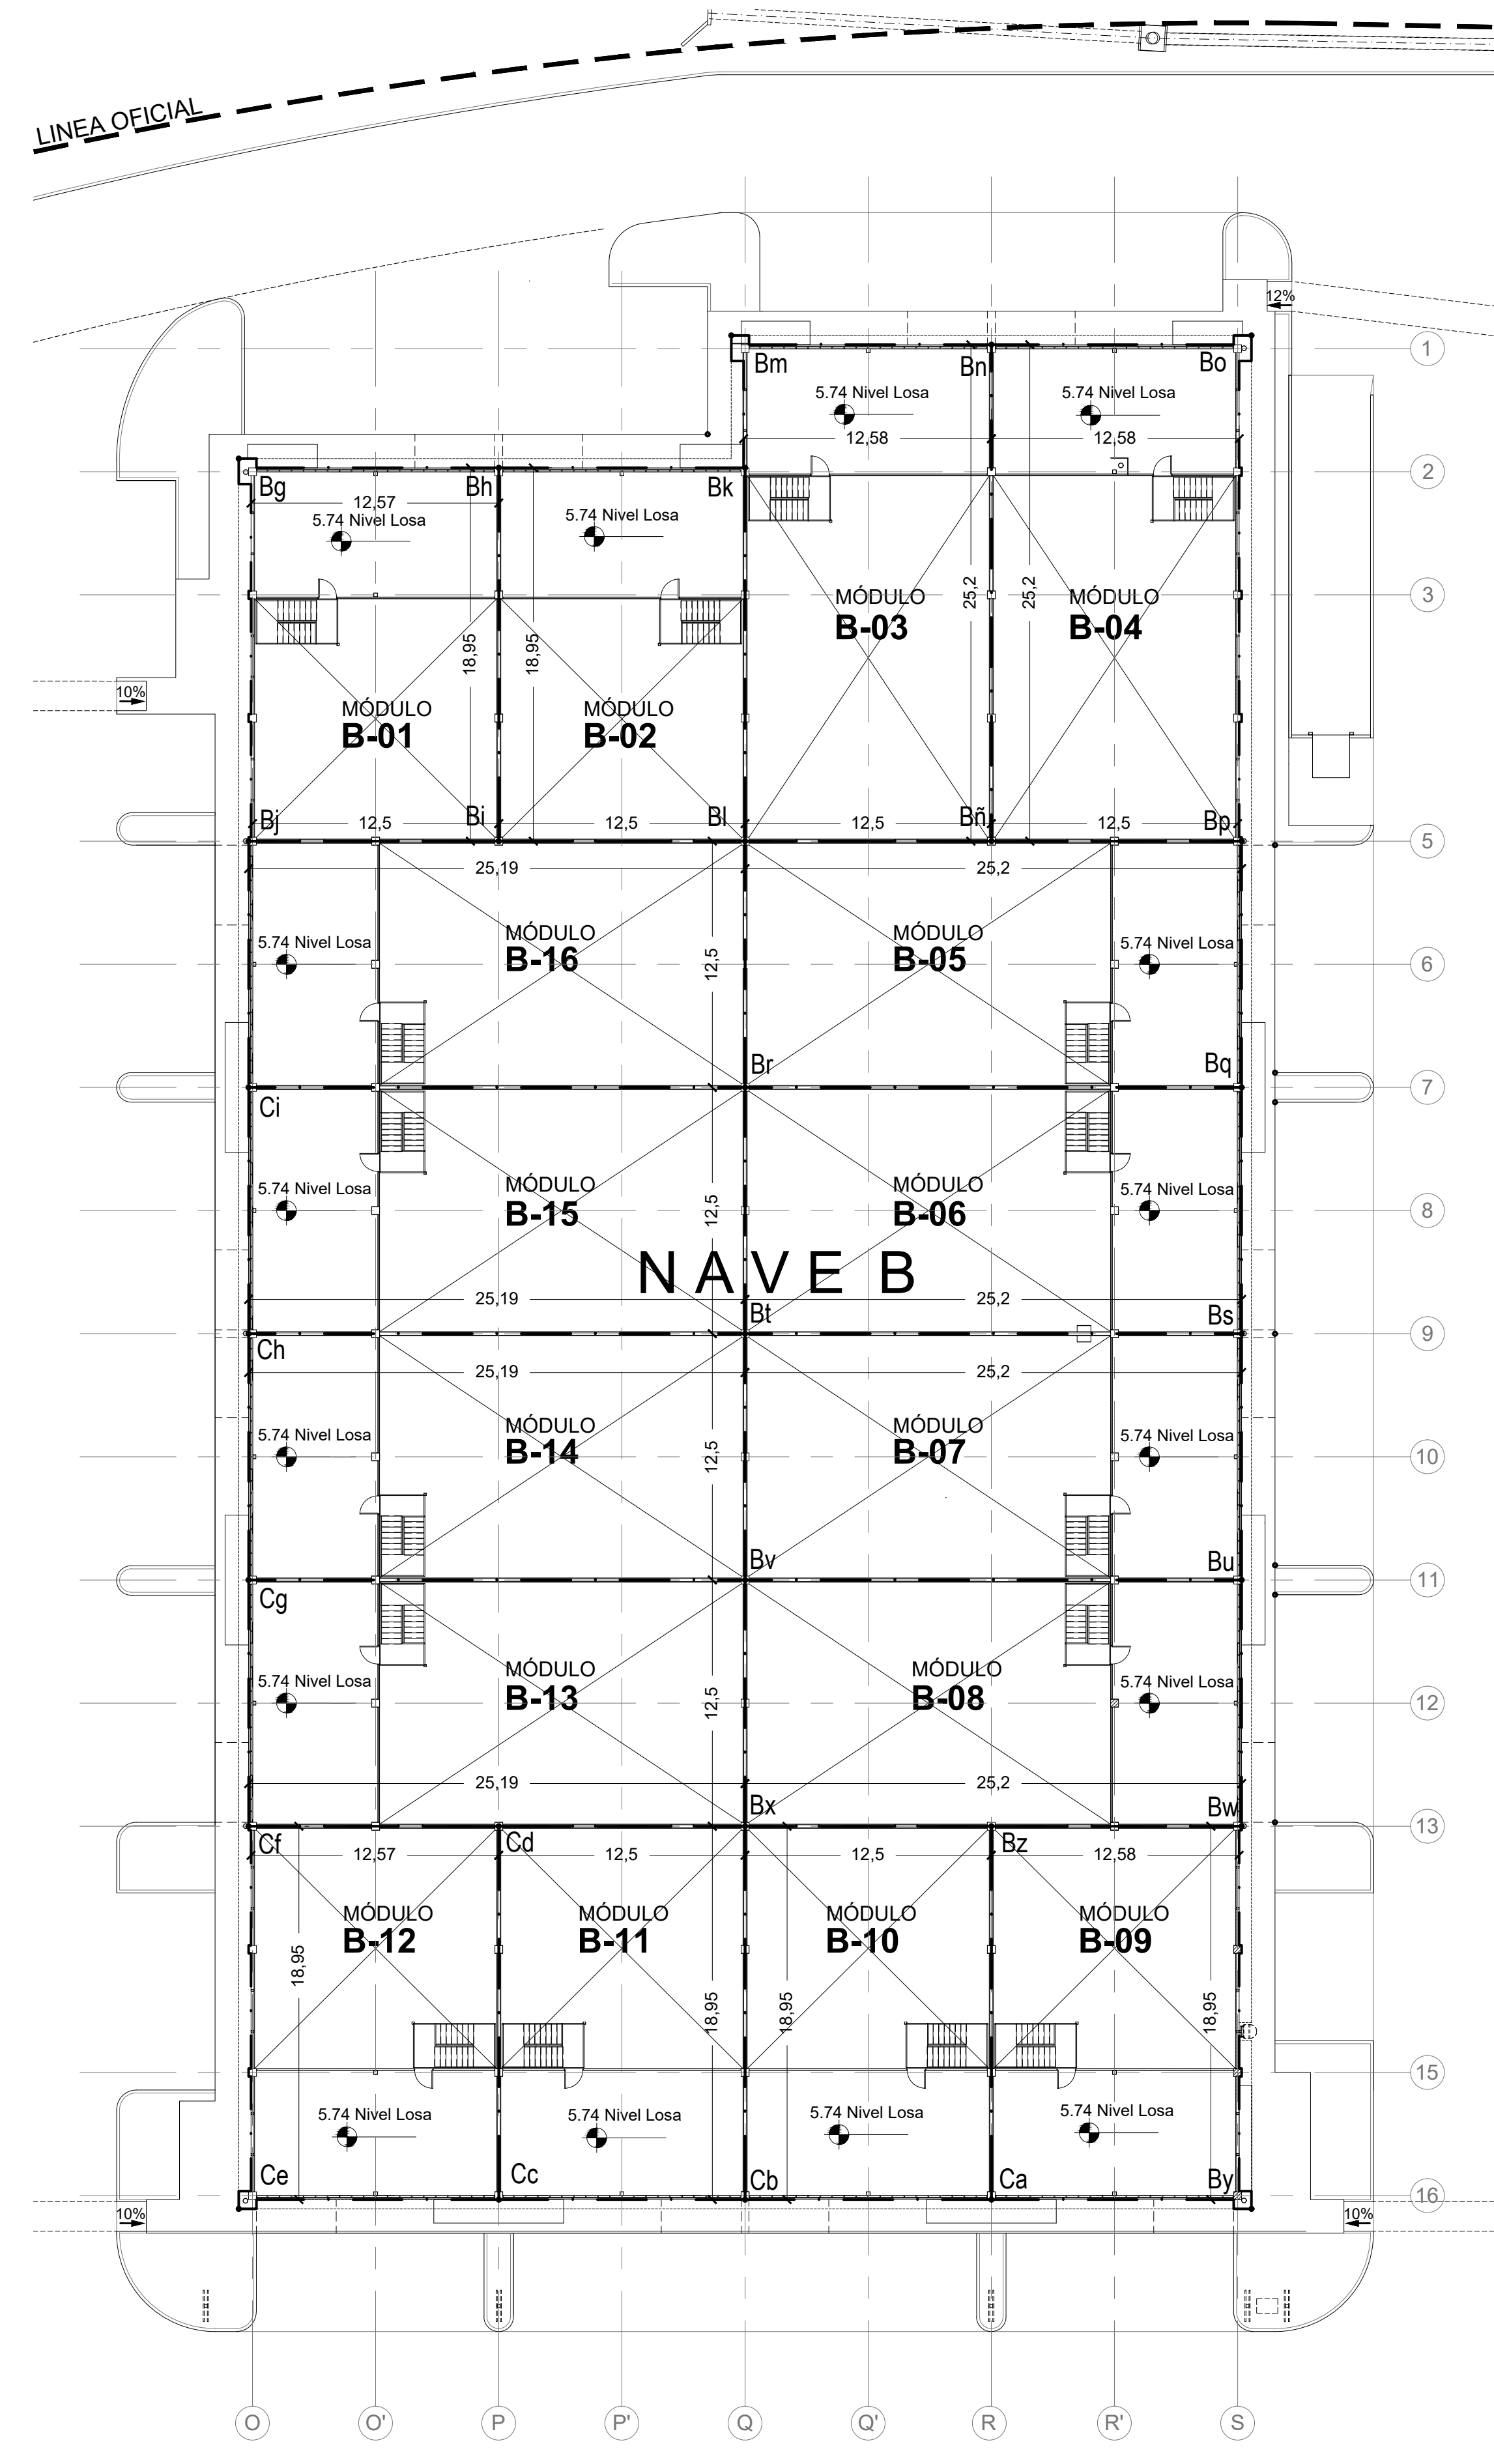 LINEA OFICIAL
12%
1
Bm
Bn
Bo
5.74 Nivel Losa
5.74 Nivel Losa
12,58
12,58
2
Bg
Bh
Bk
12,57
5.74 Nivel Losa
5.74 Nivel Losa
3
MÓDULO
B-03
25,2
25,2
MÓDULO
B-04
18,95
18,95
10%
MÓDULO
B-01
MÓDULO
B-02
Bj
12,5
Bi
12,5
Bl
12,5
Bñ
12,5
Bp
5
25,19
25,2
5.74 Nivel Losa
MÓDULO
B-16
12,5
MÓDULO
B-05
5.74 Nivel Losa
6
Br
Bq
7
Ci
5.74 Nivel Losa
MÓDULO
B-15
12,5
MÓDULO
B-06
5.74 Nivel Losa
8
NAVE B
25,19
25,2
Bt
Bs
9
Ch
25,19
25,2
5.74 Nivel Losa
MÓDULO
B-14
12,5
MÓDULO
B-07
5.74 Nivel Losa
10
Bv
Bu
11
Cg
5.74 Nivel Losa
MÓDULO
B-13
12,5
MÓDULO
B-08
5.74 Nivel Losa
12
25,19
25,2
Bx
Bw
13
Cf
12,57
Cd
12,5
12,5
Bz
12,58
MÓDULO
B-12
MÓDULO
B-11
MÓDULO
B-10
MÓDULO
B-09
18,95
18,95
18,95
18,95
15
5.74 Nivel Losa
5.74 Nivel Losa
5.74 Nivel Losa
5.74 Nivel Losa
Ce
Cc
Cb
Ca
By
16
10%
10%
O
O'
P
P'
Q
Q'
R
R'
S